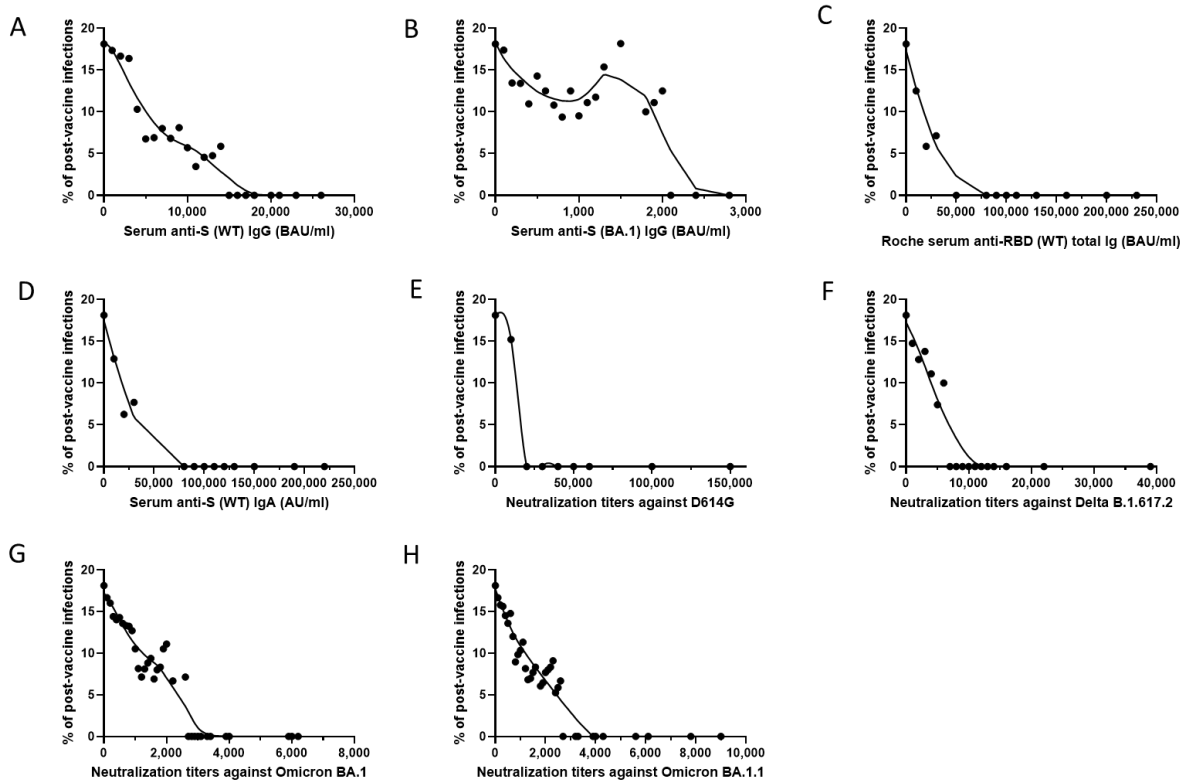 A
% of post-vaccine infections
20
15
10
5
0
0 10,000 20,000 30,000
Serum anti-S (WT) IgG (BAU/ml)
B
% of post-vaccine infections
20
15
10
5
0
0 1,000 2,000 3,000
Serum anti-S (BA.1) IgG (BAU/ml)
C
% of post-vaccine infections
20
15
10
5
0
0 50,000 100,000 150,000 200,000 250,000
Roche serum anti-RBD (WT) total Ig (BAU/ml)
D
% of post-vaccine infections
20
15
10
5
0
0 50,000 100,000 150,000 200,000 250,000
Serum anti-S (WT) IgA (AU/ml)
E
% of post-vaccine infections
20
15
10
5
0
0 50,000 100,000 150,000
Neutralization titers against D614G
F
% of post-vaccine infections
20
15
10
5
0
0 10,000 20,000 30,000 40,000
Neutralization titers against Delta B.1.617.2
G
% of post-vaccine infections
20
15
10
5
0
0 2,000 4,000 6,000 8,000
Neutralization titers against Omicron BA.1
H
% of post-vaccine infections
20
15
10
5
0
0 2,000 4,000 6,000 8,000 10,000
Neutralization titers against Omicron BA.1.1